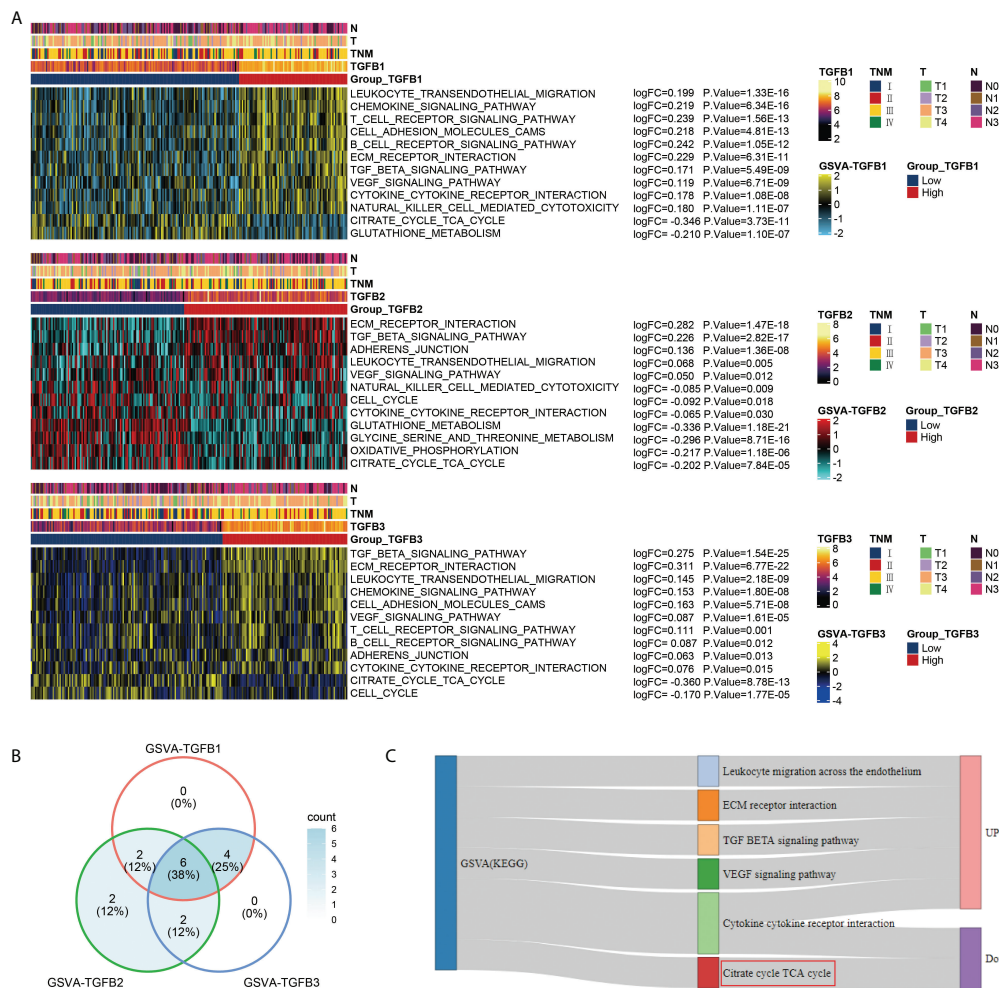 A
N
T
TNM
TGFB1
Group_TGFB1
LEUKOCYTE_TRANSENDOTHELIAL_MIGRATION logFC=0.199 P.Value=1.33E-16
CHEMOKINE_SIGNALING_PATHWAY logFC=0.219 P.Value=6.34E-16
T_CELL_RECEPTOR_SIGNALING_PATHWAY logFC=0.239 P.Value=1.56E-13
CELL_ADHESION_MOLECULES_CAMS logFC=0.218 P.Value=4.81E-13
B_CELL_RECEPTOR_SIGNALING_PATHWAY logFC=0.242 P.Value=1.05E-12
ECM_RECEPTOR_INTERACTION logFC=0.229 P.Value=6.31E-11
TGF_BETA_SIGNALING_PATHWAY logFC=0.171 P.Value=5.49E-09
VEGF_SIGNALING_PATHWAY logFC=0.119 P.Value=6.71E-09
CYTOKINE_CYTOKINE_RECEPTOR_INTERACTION logFC=0.178 P.Value=1.08E-08
NATURAL_KILLER_CELL_MEDIATED_CYTOTOXICITY logFC=0.180 P.Value=1.11E-07
CITRATE_CYCLE_TCA_CYCLE logFC= -0.346 P.Value=3.73E-11
GLUTATHIONE_METABOLISM logFC= -0.210 P.Value=1.10E-07
TGFB1 TNM T N
10 I T1 N0
8 II T2 N1
6 III T3 N2
4 IV T4 N3
2
GSVA-TGFB1 Group_TGFB1
2 Low
1 High
0
-1
-2
N
T
TNM
TGFB2
Group_TGFB2
ECM_RECEPTOR_INTERACTION logFC=0.282 P.Value=1.47E-18
TGF_BETA_SIGNALING_PATHWAY logFC=0.226 P.Value=2.82E-17
ADHERENS_JUNCTION logFC=0.136 P.Value=1.36E-08
LEUKOCYTE_TRANSENDOTHELIAL_MIGRATION logFC=0.068 P.Value=0.005
VEGF_SIGNALING_PATHWAY logFC=0.050 P.Value=0.012
NATURAL_KILLER_CELL_MEDIATED_CYTOTOXICITY logFC= -0.085 P.Value=0.009
CELL_CYCLE logFC= -0.092 P.Value=0.018
CYTOKINE_CYTOKINE_RECEPTOR_INTERACTION logFC= -0.065 P.Value=0.030
GLUTATHIONE_METABOLISM logFC= -0.336 P.Value=1.18E-21
GLYCINE_SERINE_AND_THREONINE_METABOLISM logFC= -0.296 P.Value=8.71E-16
OXIDATIVE_PHOSPHORYLATION logFC= -0.217 P.Value=1.18E-06
CITRATE_CYCLE_TCA_CYCLE logFC= -0.202 P.Value=7.84E-05
TGFB2 TNM T N
8 I T1 N0
6 II T2 N1
4 III T3 N2
2 IV T4 N3
0
GSVA-TGFB2 Group_TGFB2
2 Low
1 High
0
-1
-2
N
T
TNM
TGFB3
Group_TGFB3
TGF_BETA_SIGNALING_PATHWAY logFC=0.275 P.Value=1.54E-25
ECM_RECEPTOR_INTERACTION logFC=0.311 P.Value=6.77E-22
LEUKOCYTE_TRANSENDOTHELIAL_MIGRATION logFC=0.145 P.Value=2.18E-09
CHEMOKINE_SIGNALING_PATHWAY logFC=0.153 P.Value=1.80E-08
CELL_ADHESION_MOLECULES_CAMS logFC=0.163 P.Value=5.71E-08
VEGF_SIGNALING_PATHWAY logFC=0.087 P.Value=1.61E-05
T_CELL_RECEPTOR_SIGNALING_PATHWAY logFC=0.111 P.Value=0.001
B_CELL_RECEPTOR_SIGNALING_PATHWAY logFC= 0.087 P.Value=0.012
ADHERENS_JUNCTION logFC=0.063 P.Value=0.013
CYTOKINE_CYTOKINE_RECEPTOR_INTERACTION logFC=0.076 P.Value=0.015
CITRATE_CYCLE_TCA_CYCLE logFC= -0.360 P.Value=8.78E-13
CELL_CYCLE logFC= -0.170 P.Value=1.77E-05
TGFB3 TNM T N
8 I T1 N0
6 II T2 N1
4 III T3 N2
2 IV T4 N3
0
GSVA-TGFB3 Group_TGFB3
4 Low
2 High
0
-2
-4
B
GSVA-TGFB1
0
(0%)
2
(12%)
6
(38%)
4
(25%)
2
(12%)
0
(0%)
2
(12%)
GSVA-TGFB2
GSVA-TGFB3
count
6
5
4
3
2
1
0
C
GSVA(KEGG)
Leukocyte migration across the endothelium
ECM receptor interaction
TGF BETA signaling pathway
VEGF signaling pathway
Cytokine cytokine receptor interaction
Citrate cycle TCA cycle
UP
Do